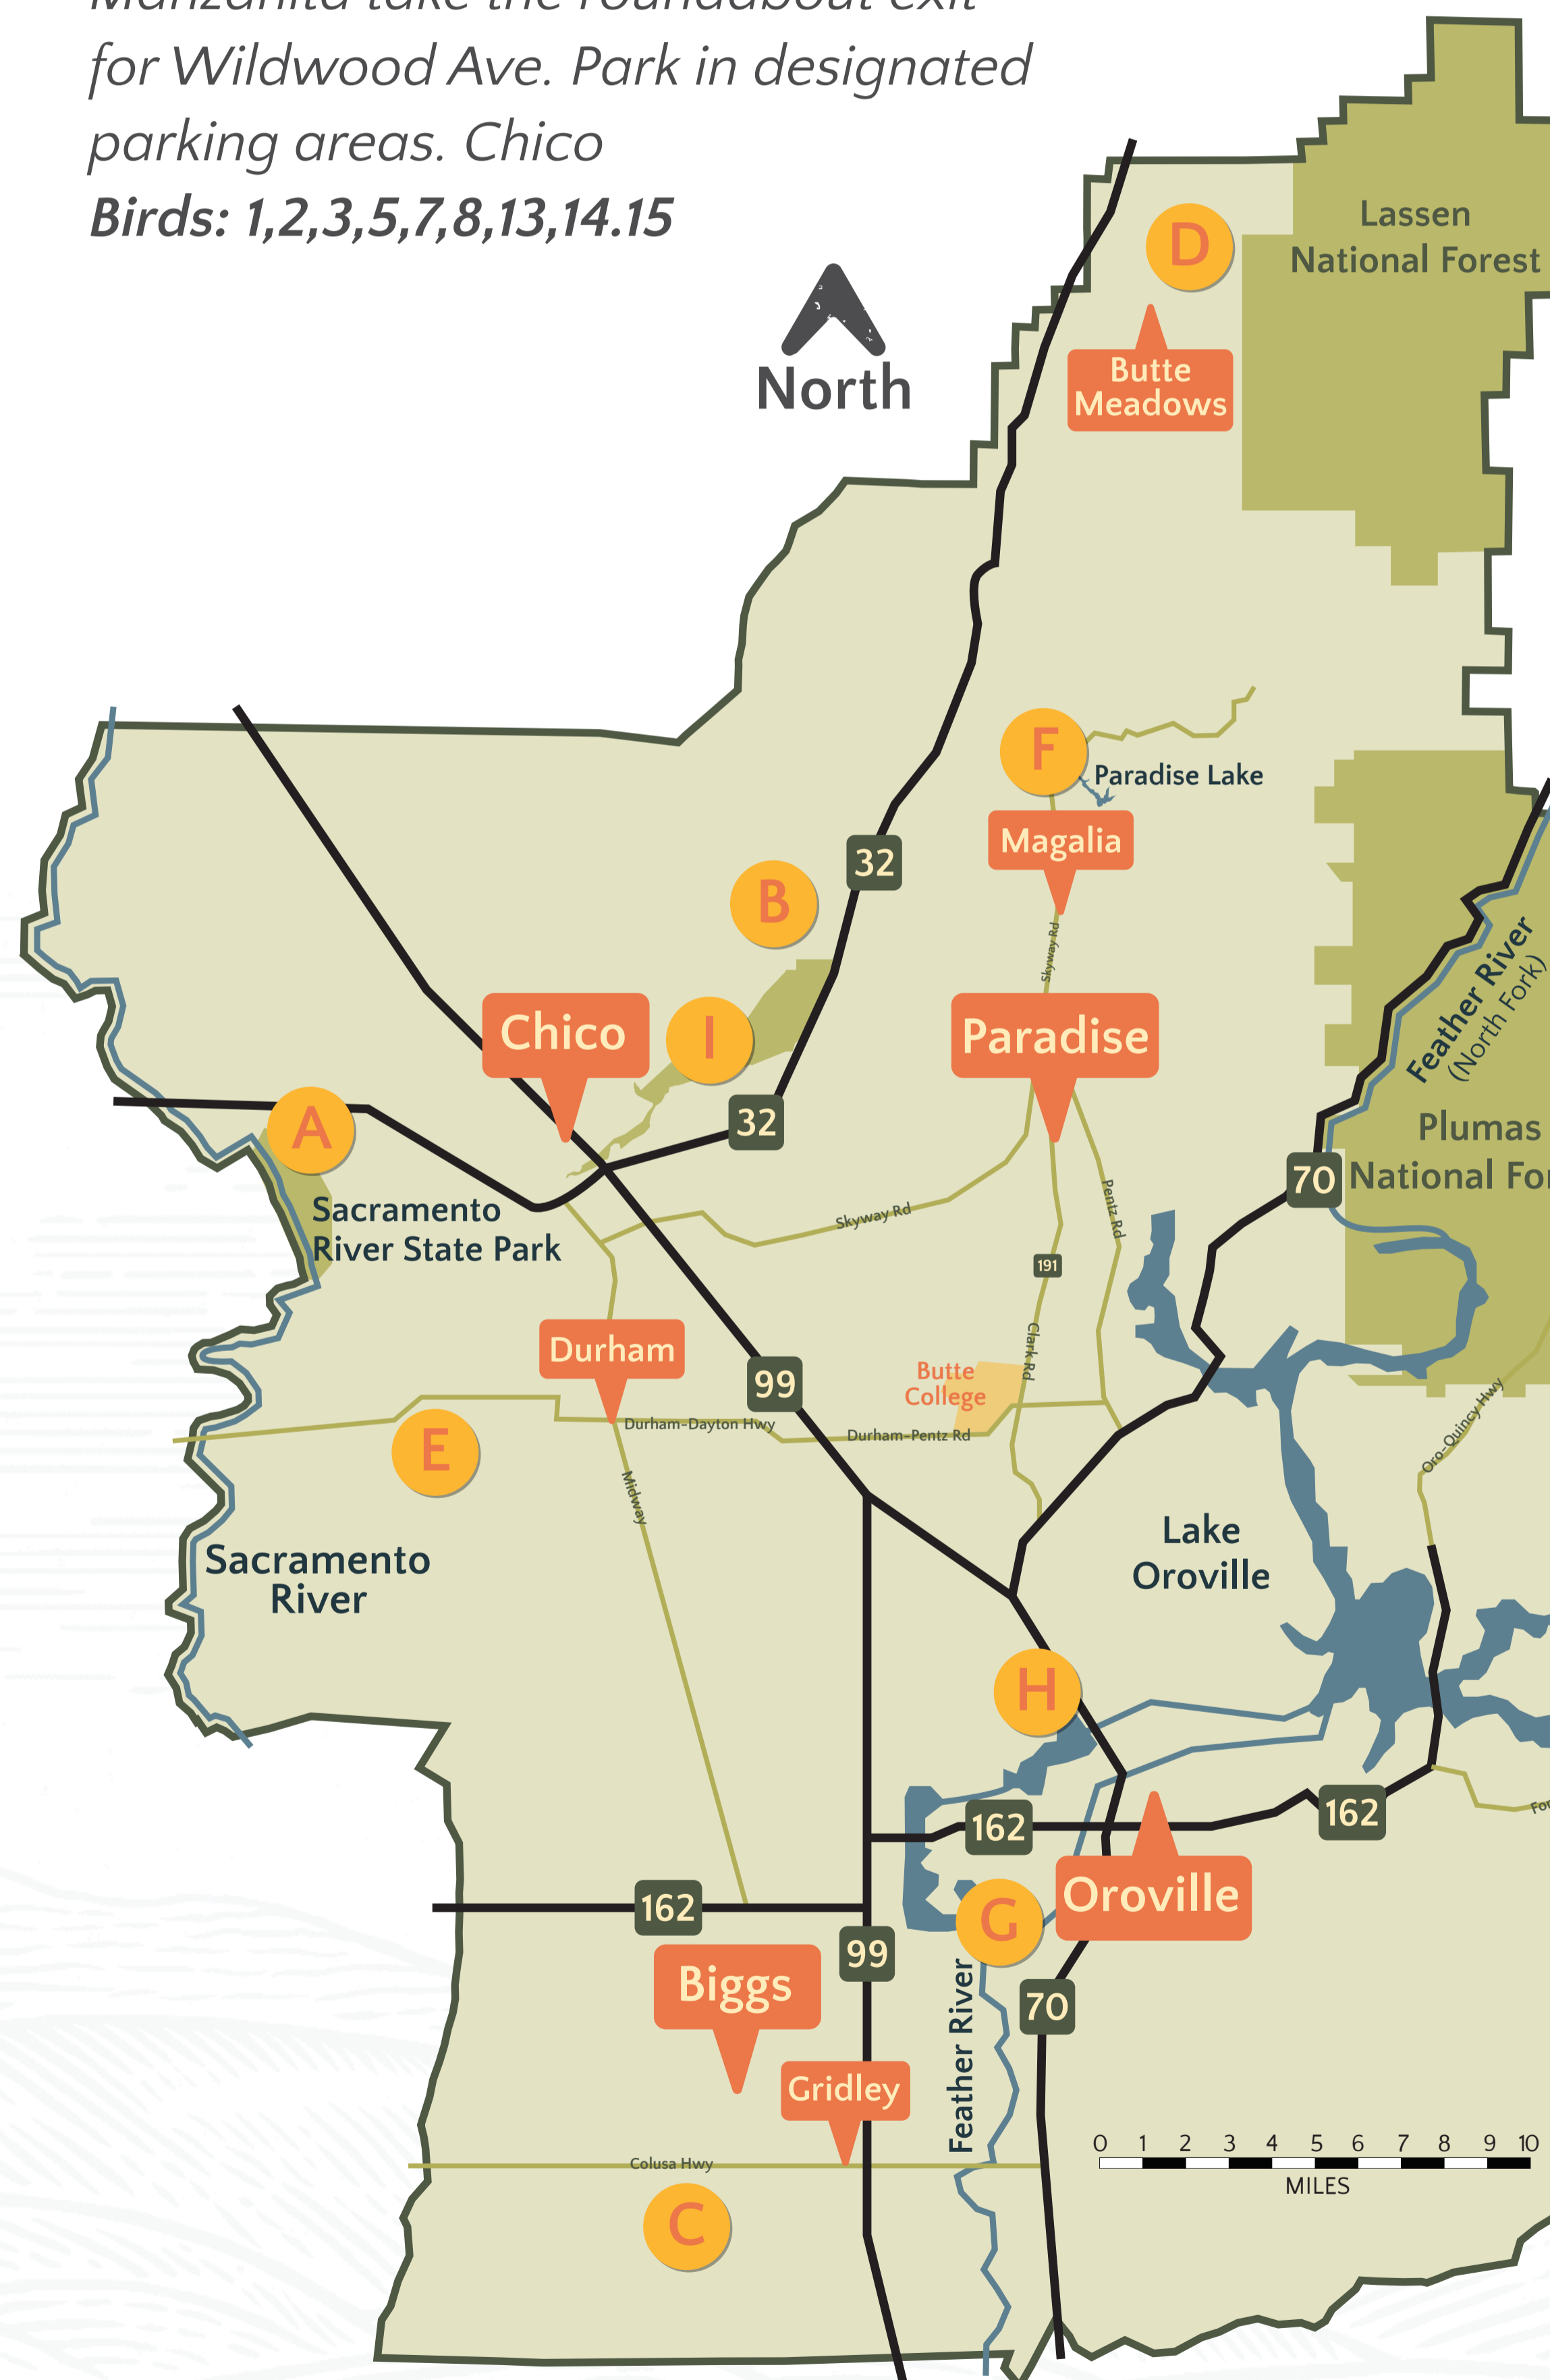 for Wildwood Ave. Park in designated
parking areas. Chico
Birds: 1,2,3,5,7,8,13,14.15
North
D
Lassen
National Forest
Butte
Meadows
F
Paradise Lake
Magalia
32
B
Skyway Rd
Feather River
(North Fork)
Chico
I
Paradise
32
A
Plumas
National
70
Sacramento
River State Park
Skyway Rd
Pentz Rd
191
Durham
Clark Rd
99
Butte
College
Oro-Quincy Hwy
Durham-Dayton Hwy
Durham-Pentz Rd
E
Midway
Lake
Oroville
Sacramento
River
H
162
162
Oroville
162
G
99
Biggs
70
Feather River
Gridley
0 1 2 3 4 5 6 7 8 9 10
MILES
Colusa Hwy
C